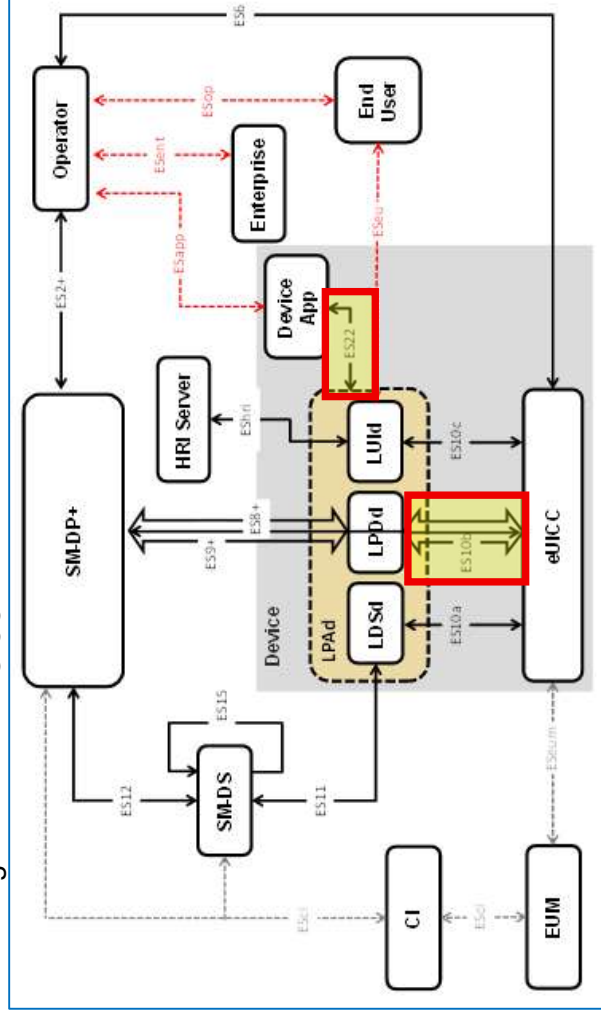 ES6
Operator
ESop
End
User
ESent
Enterprise
ESapp
ES2+
Device
App
ESeu
ES22
SM-DP+
HRI Server
EShri
ES8+
ES9+
Device
LPAd
LUId
LPDd
LDSd
ES10c
ES10b
ES10a
eUICC
ES12
ES15
SM-DS
ES11
ESci
CI
ESci
EUM
ESeum